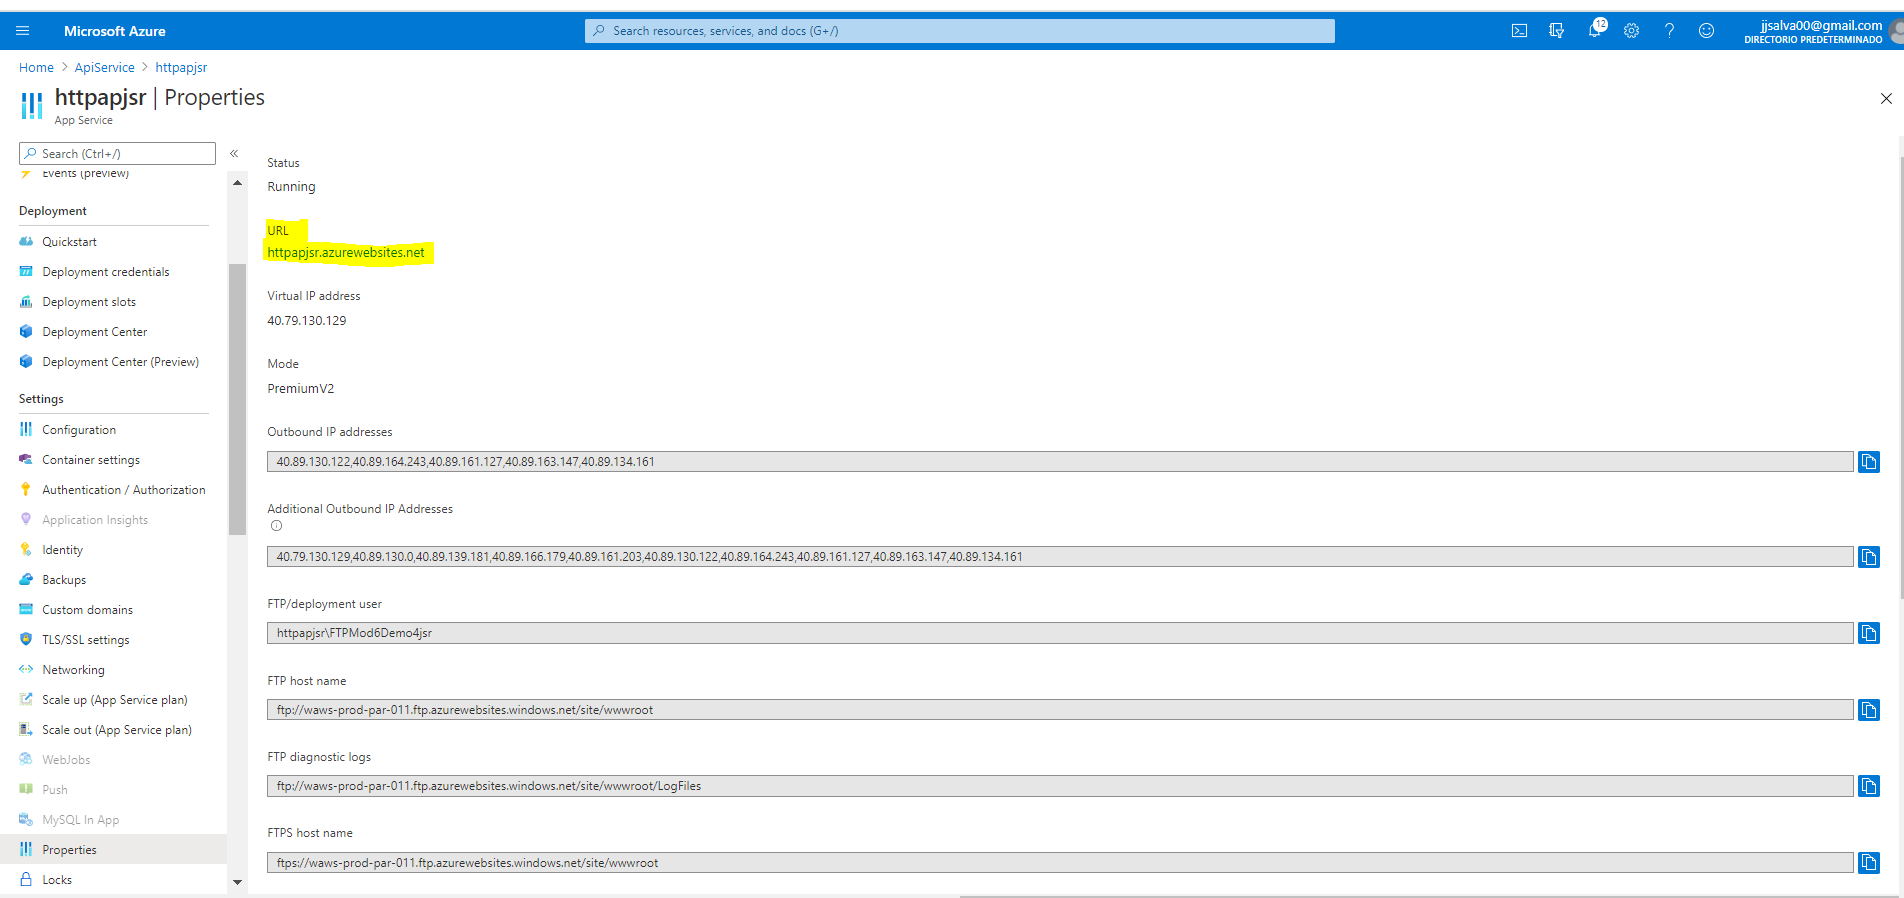 Microsoft Azure
Search resources, services, and docs (G+/)
12
jjsalva00@gmail.com
DIRECTORIO PREDETERMINADO
Home > ApiService > httpapjsr
httpapjsr | Properties
App Service
Search (Ctrl+/)
«
Events (preview)
Deployment
Quickstart
Deployment credentials
Deployment slots
Deployment Center
Deployment Center (Preview)
Settings
Configuration
Container settings
Authentication / Authorization
Application Insights
Identity
Backups
Custom domains
TLS/SSL settings
Networking
Scale up (App Service plan)
Scale out (App Service plan)
WebJobs
Push
MySQL In App
Properties
Locks
Status
Running
URL
httpapjsr.azurewebsites.net
Virtual IP address
40.79.130.129
Mode
PremiumV2
Outbound IP addresses
40.89.130.122,40.89.164.243,40.89.161.127,40.89.163.147,40.89.134.161
Additional Outbound IP Addresses
40.79.130.129,40.89.130.0,40.89.139.181,40.89.166.179,40.89.161.203,40.89.130.122,40.89.164.243,40.89.161.127,40.89.163.147,40.89.134.161
FTP/deployment user
httpapjsr\FTPMod6Demo4jsr
FTP host name
ftp://waws-prod-par-011.ftp.azurewebsites.windows.net/site/wwwroot
FTP diagnostic logs
ftp://waws-prod-par-011.ftp.azurewebsites.windows.net/site/wwwroot/LogFiles
FTPS host name
ftps://waws-prod-par-011.ftp.azurewebsites.windows.net/site/wwwroot